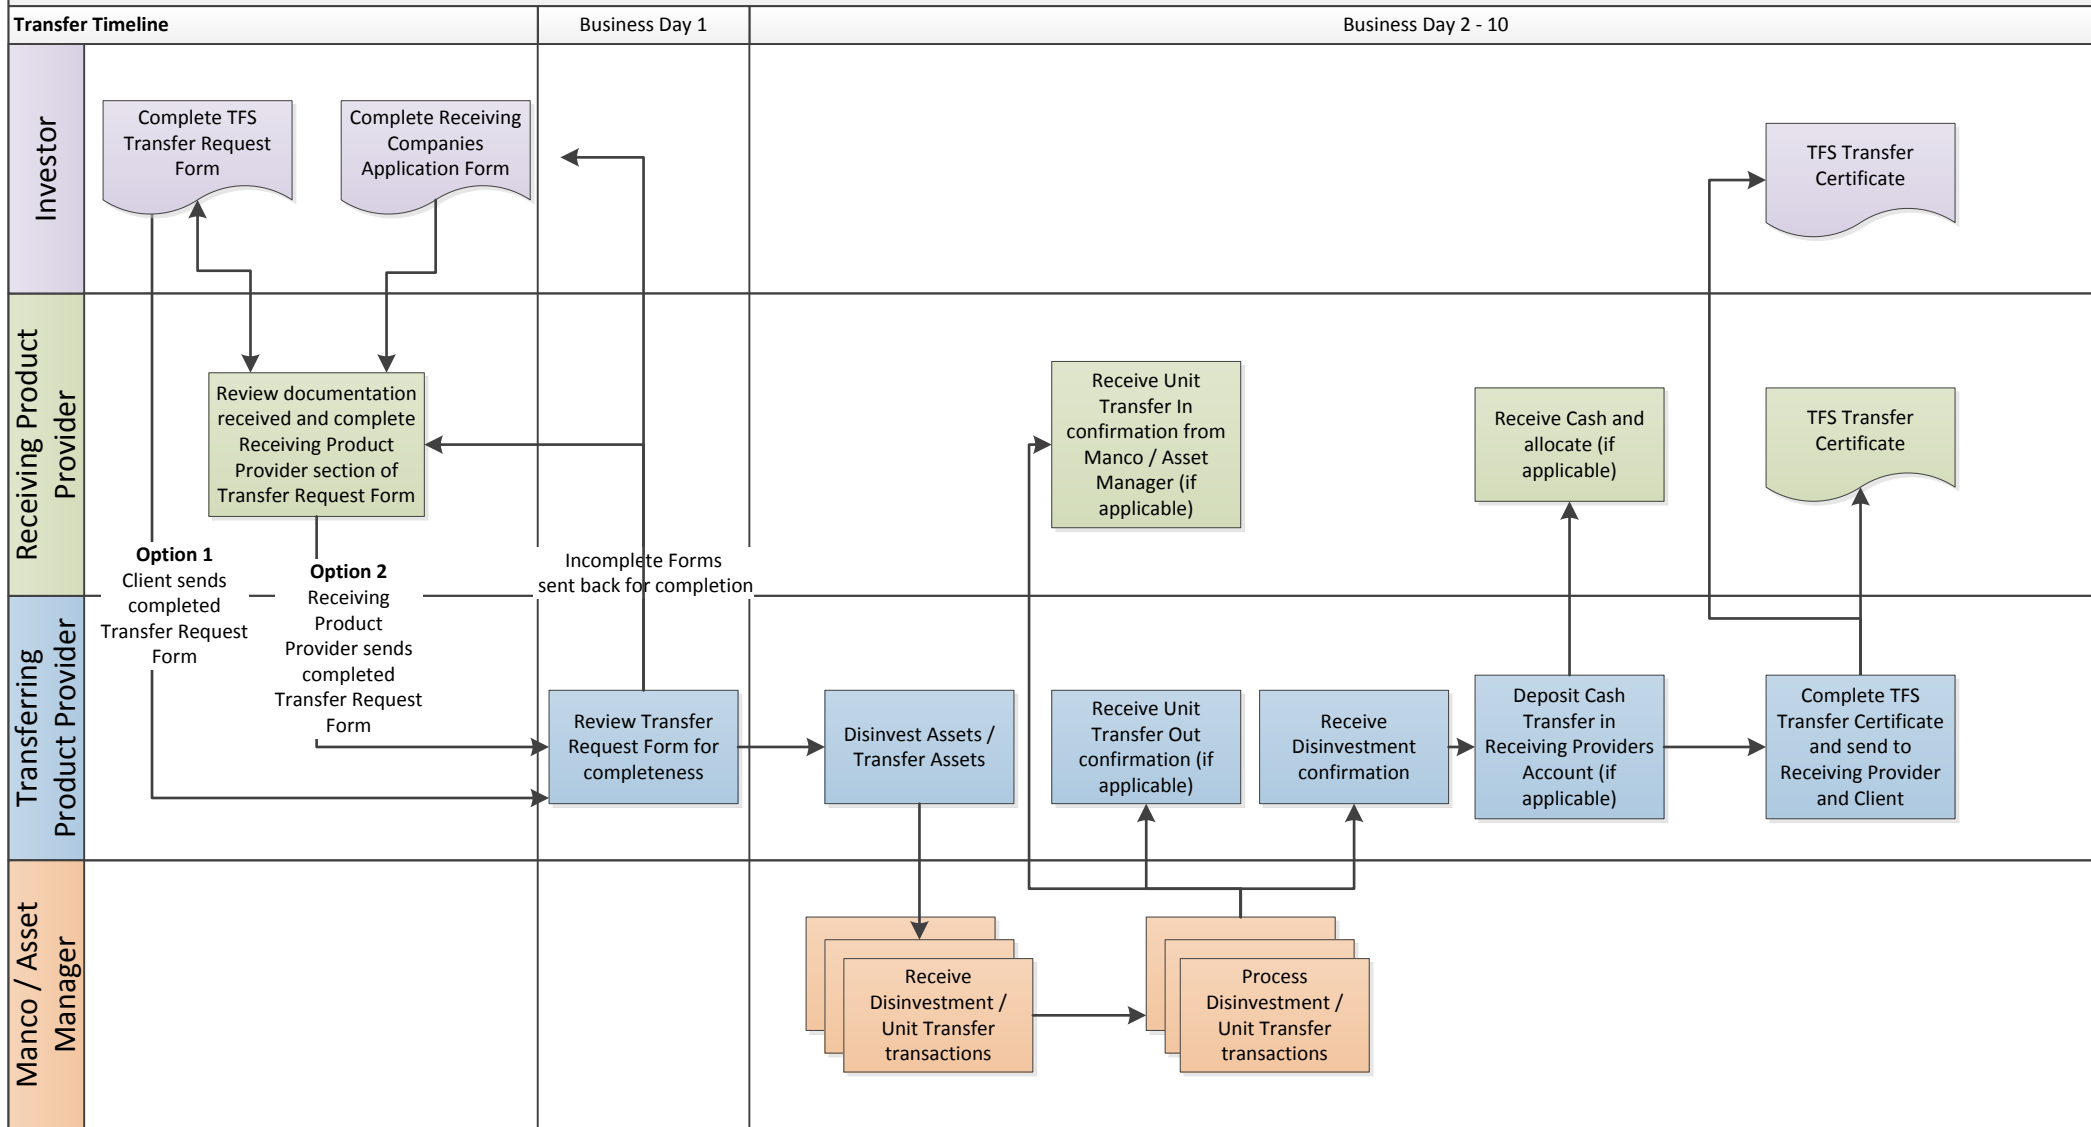 Transfer Timeline
Business Day 1
Business Day 2 - 10
Investor
Complete TFS
Transfer Request
Form
Complete Receiving
Companies
Application Form
TFS Transfer
Certificate
Receiving Product
Provider
Review documentation
received and complete
Receiving Product
Provider section of
Transfer Request Form
Receive Unit
Transfer In
confirmation from
Manco / Asset
Manager (if
applicable)
Receive Cash and
allocate (if
applicable)
TFS Transfer
Certificate
Option 1
Client sends
completed
Transfer Request
Form
Option 2
Receiving
Product
Provider sends
completed
Transfer Request
Form
Incomplete Forms
sent back for completion
Transferring
Product Provider
Review Transfer
Request Form for
completeness
Disinvest Assets /
Transfer Assets
Receive Unit
Transfer Out
confirmation (if
applicable)
Receive
Disinvestment
confirmation
Deposit Cash
Transfer in
Receiving Providers
Account (if
applicable)
Complete TFS
Transfer Certificate
and send to
Receiving Provider
and Client
Manco / Asset
Manager
Receive
Disinvestment /
Unit Transfer
transactions
Process
Disinvestment /
Unit Transfer
transactions